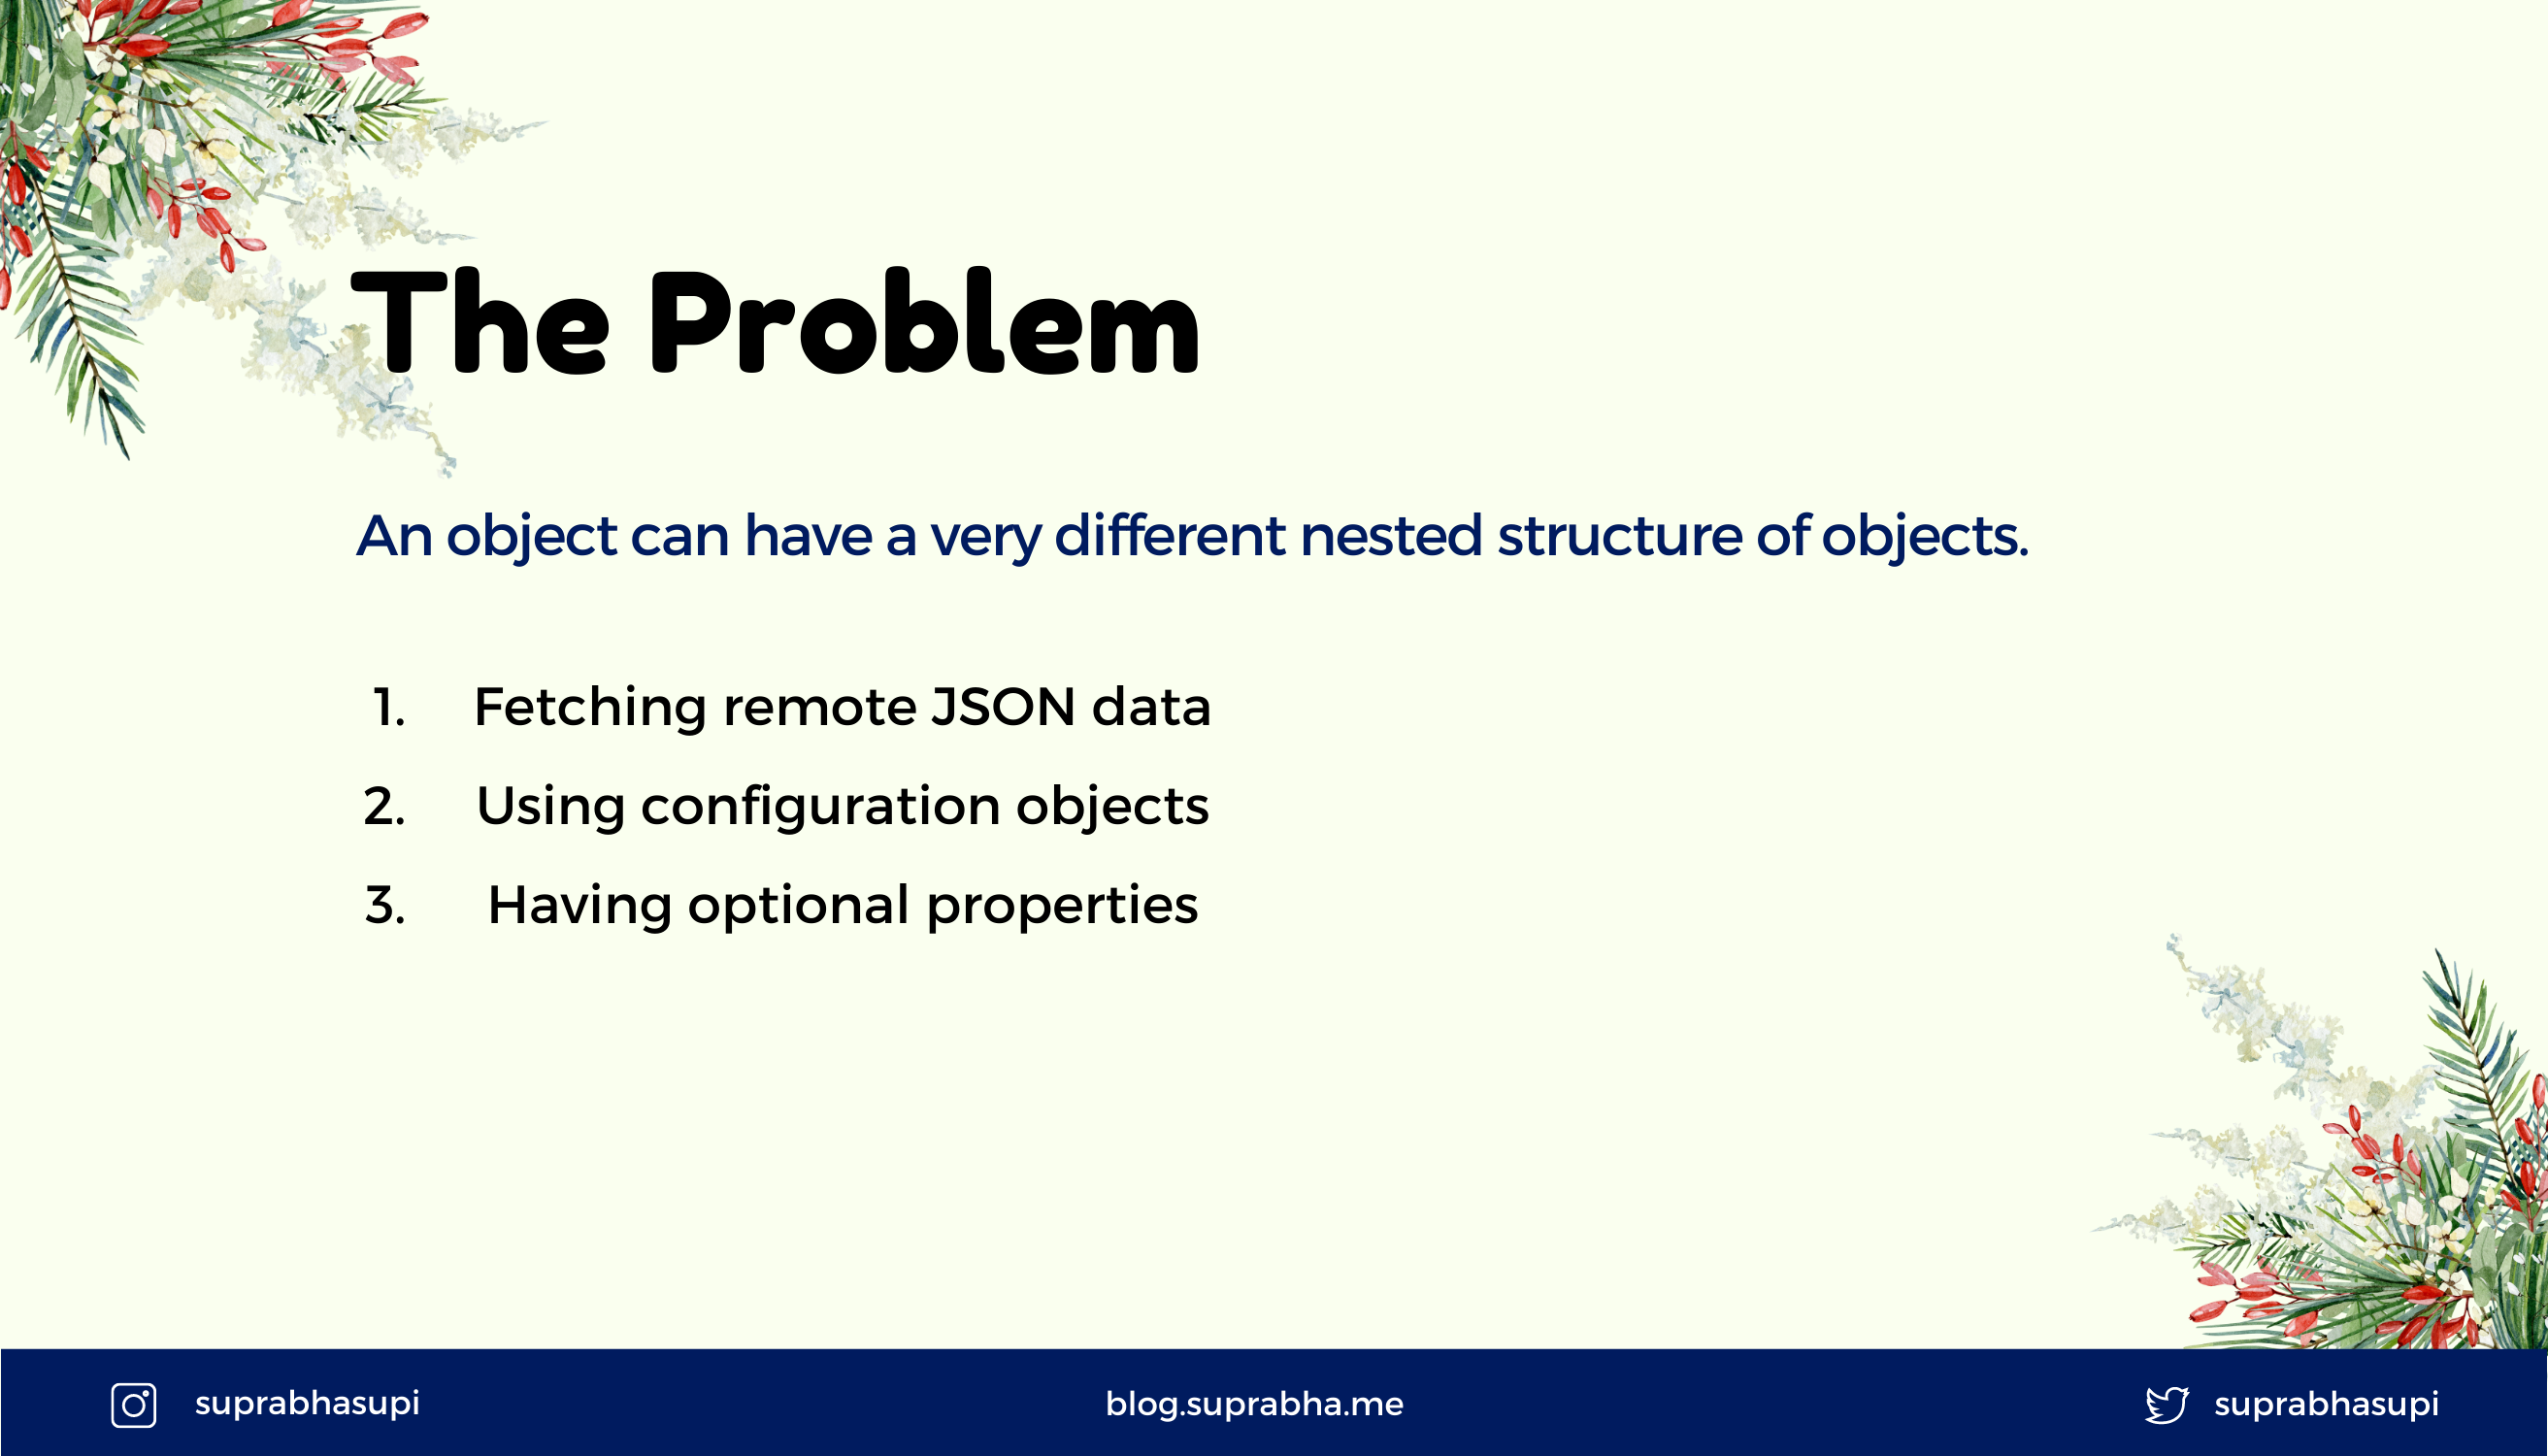 The Problem
An object can have a very different nested structure of objects.
1. Fetching remote JSON data
2. Using configuration objects
3. Having optional properties
suprabhasupi
blog.suprabha.me
suprabhasupi